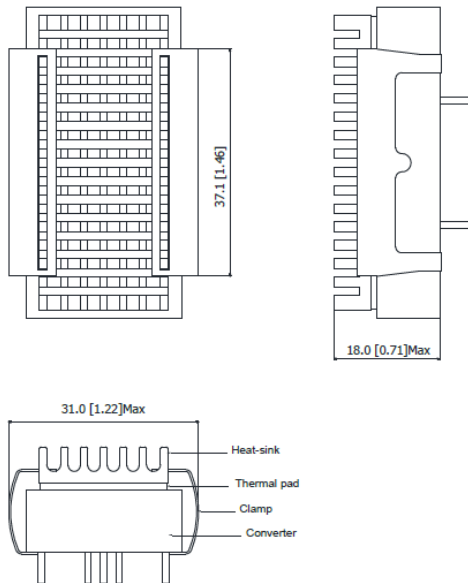 37.1 [1.46]
18.0 [0.71]Max
31.0 [1.22]Max
Heat-sink
Thermal pad
Clamp
Converter